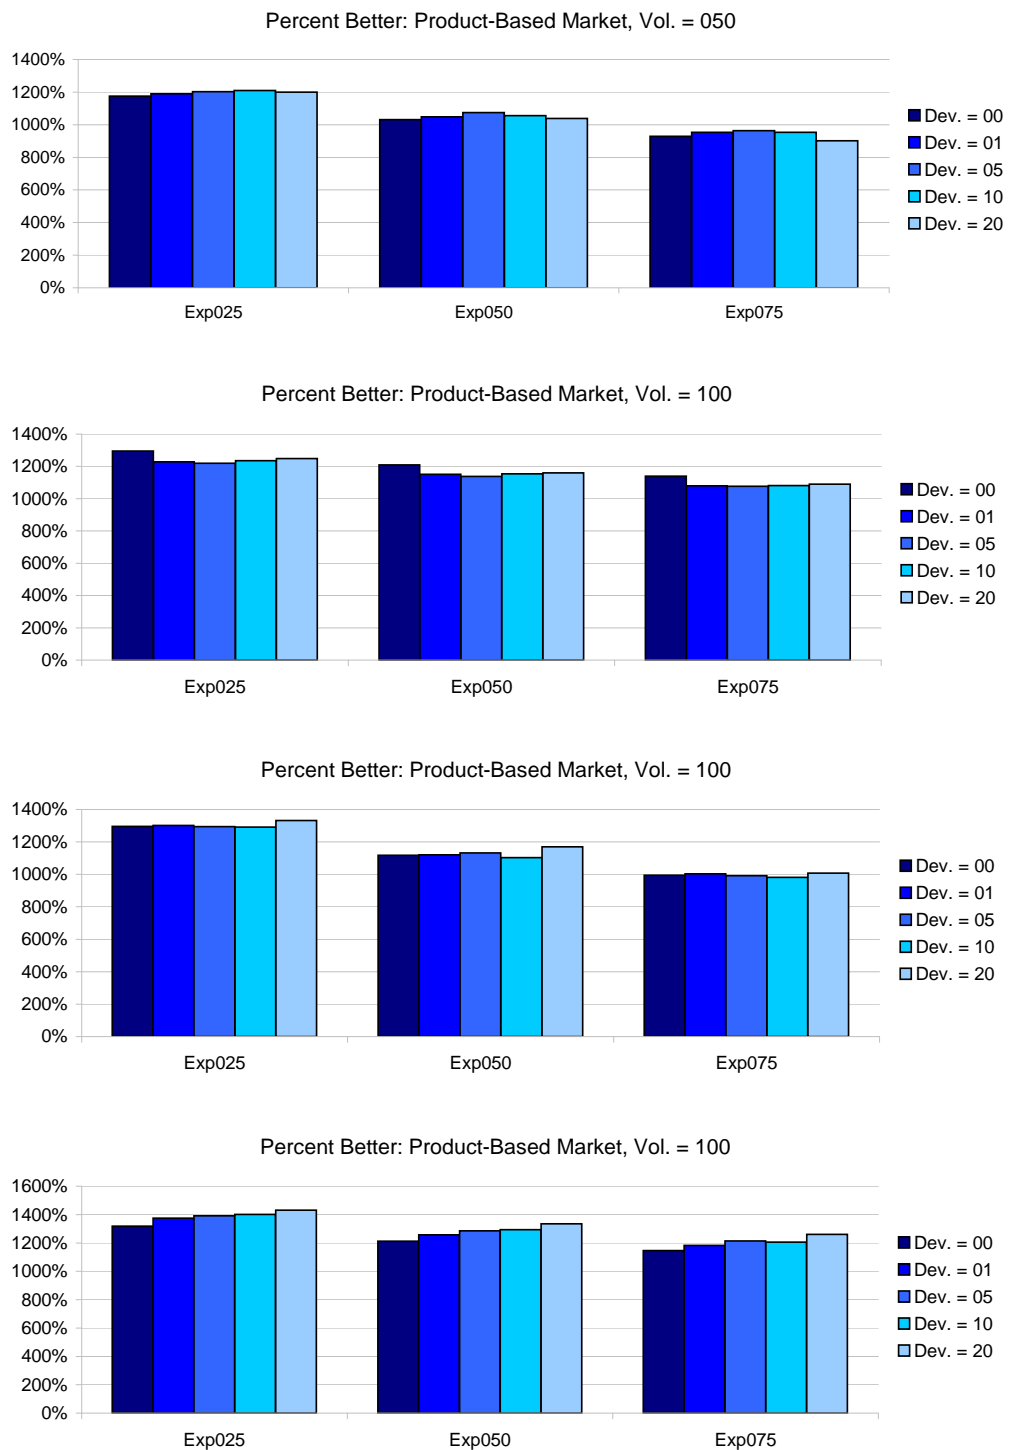 Percent Better: Product-Based Market, Vol. = 050
1400%
1200%
1000%
800%
600%
400%
200%
0%
Exp025 Exp050 Exp075
Dev. = 00
Dev. = 01
Dev. = 05
Dev. = 10
Dev. = 20
Percent Better: Product-Based Market, Vol. = 100
1400%
1200%
1000%
800%
600%
400%
200%
0%
Exp025 Exp050 Exp075
Dev. = 00
Dev. = 01
Dev. = 05
Dev. = 10
Dev. = 20
Percent Better: Product-Based Market, Vol. = 100
1400%
1200%
1000%
800%
600%
400%
200%
0%
Exp025 Exp050 Exp075
Dev. = 00
Dev. = 01
Dev. = 05
Dev. = 10
Dev. = 20
Percent Better: Product-Based Market, Vol. = 100
1600%
1400%
1200%
1000%
800%
600%
400%
200%
0%
Exp025 Exp050 Exp075
Dev. = 00
Dev. = 01
Dev. = 05
Dev. = 10
Dev. = 20